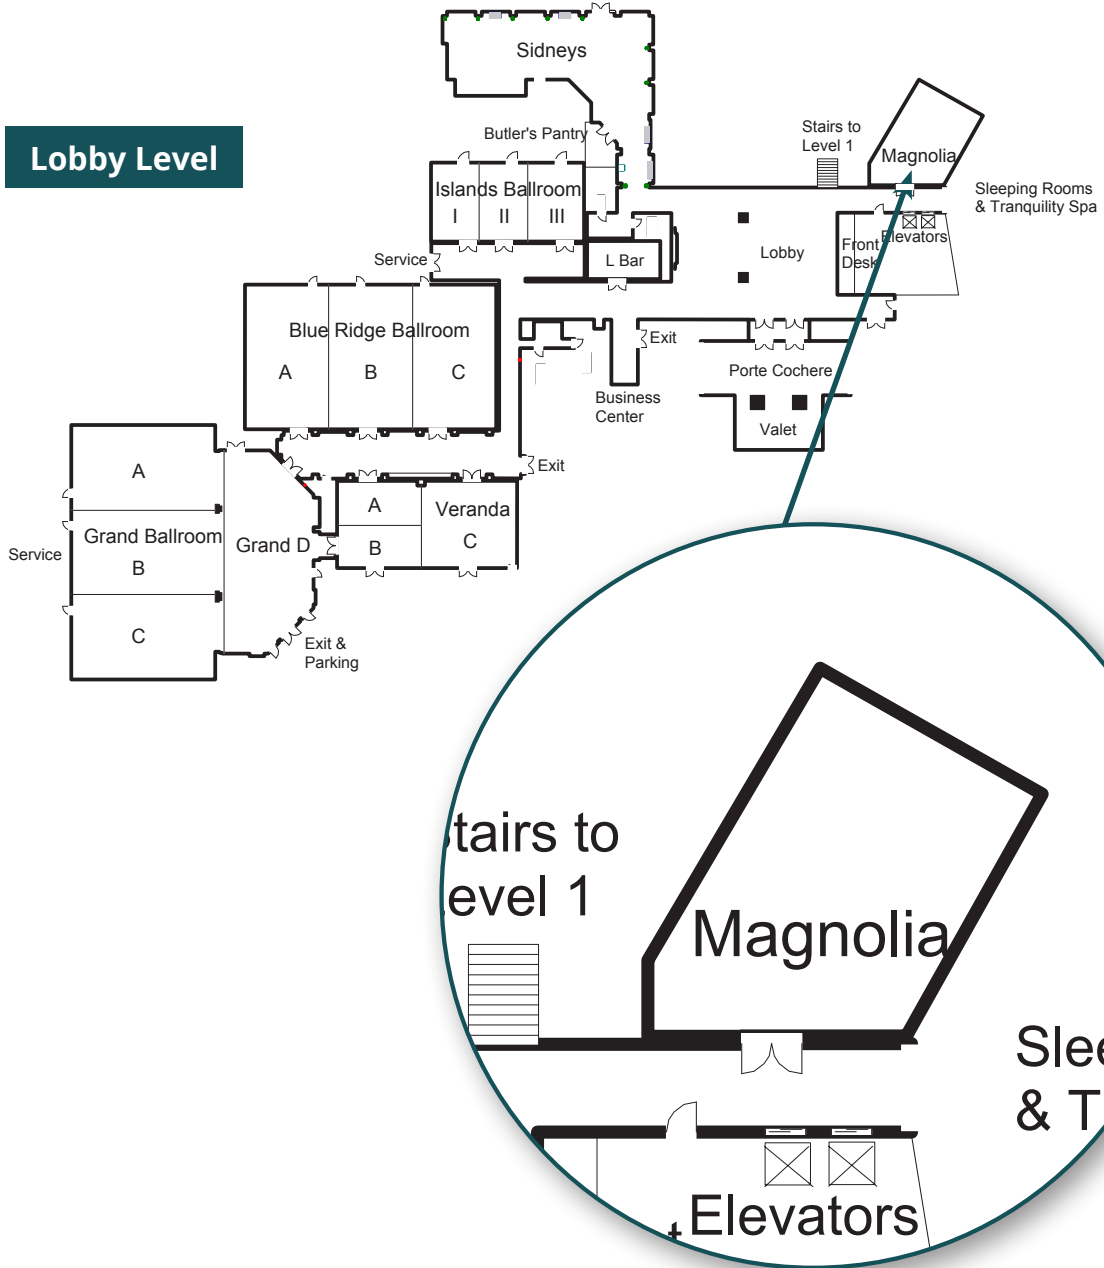 Lobby Level
Sidneys
Butler's Pantry
Stairs to
Level 1
Magnolia
Sleeping Rooms
& Tranquility Spa
Islands Ballroom
I II III
Service
L Bar
Lobby
Front
Desk
Elevators
Blue Ridge Ballroom
A B C
Exit
Business
Center
Porte Cochere
Valet
Exit
A
Grand Ballroom
B
C
Service
Grand D
A
B
Veranda
C
Exit &
Parking
tairs to
evel 1
Magnolia
Slee
& T
Elevators